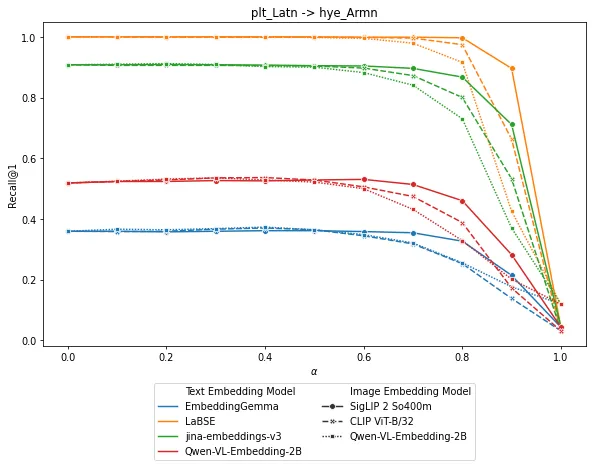 plt_Latn -> hye_Armn
Recall@1
1.0
0.8
0.6
0.4
0.2
0.0
0.0 0.2 0.4 0.6 0.8 1.0
α
Text Embedding Model
EmbeddingGemma
LaBSE
jina-embeddings-v3
Qwen-VL-Embedding-2B
Image Embedding Model
SigLIP 2 So400m
CLIP ViT-B/32
Qwen-VL-Embedding-2B